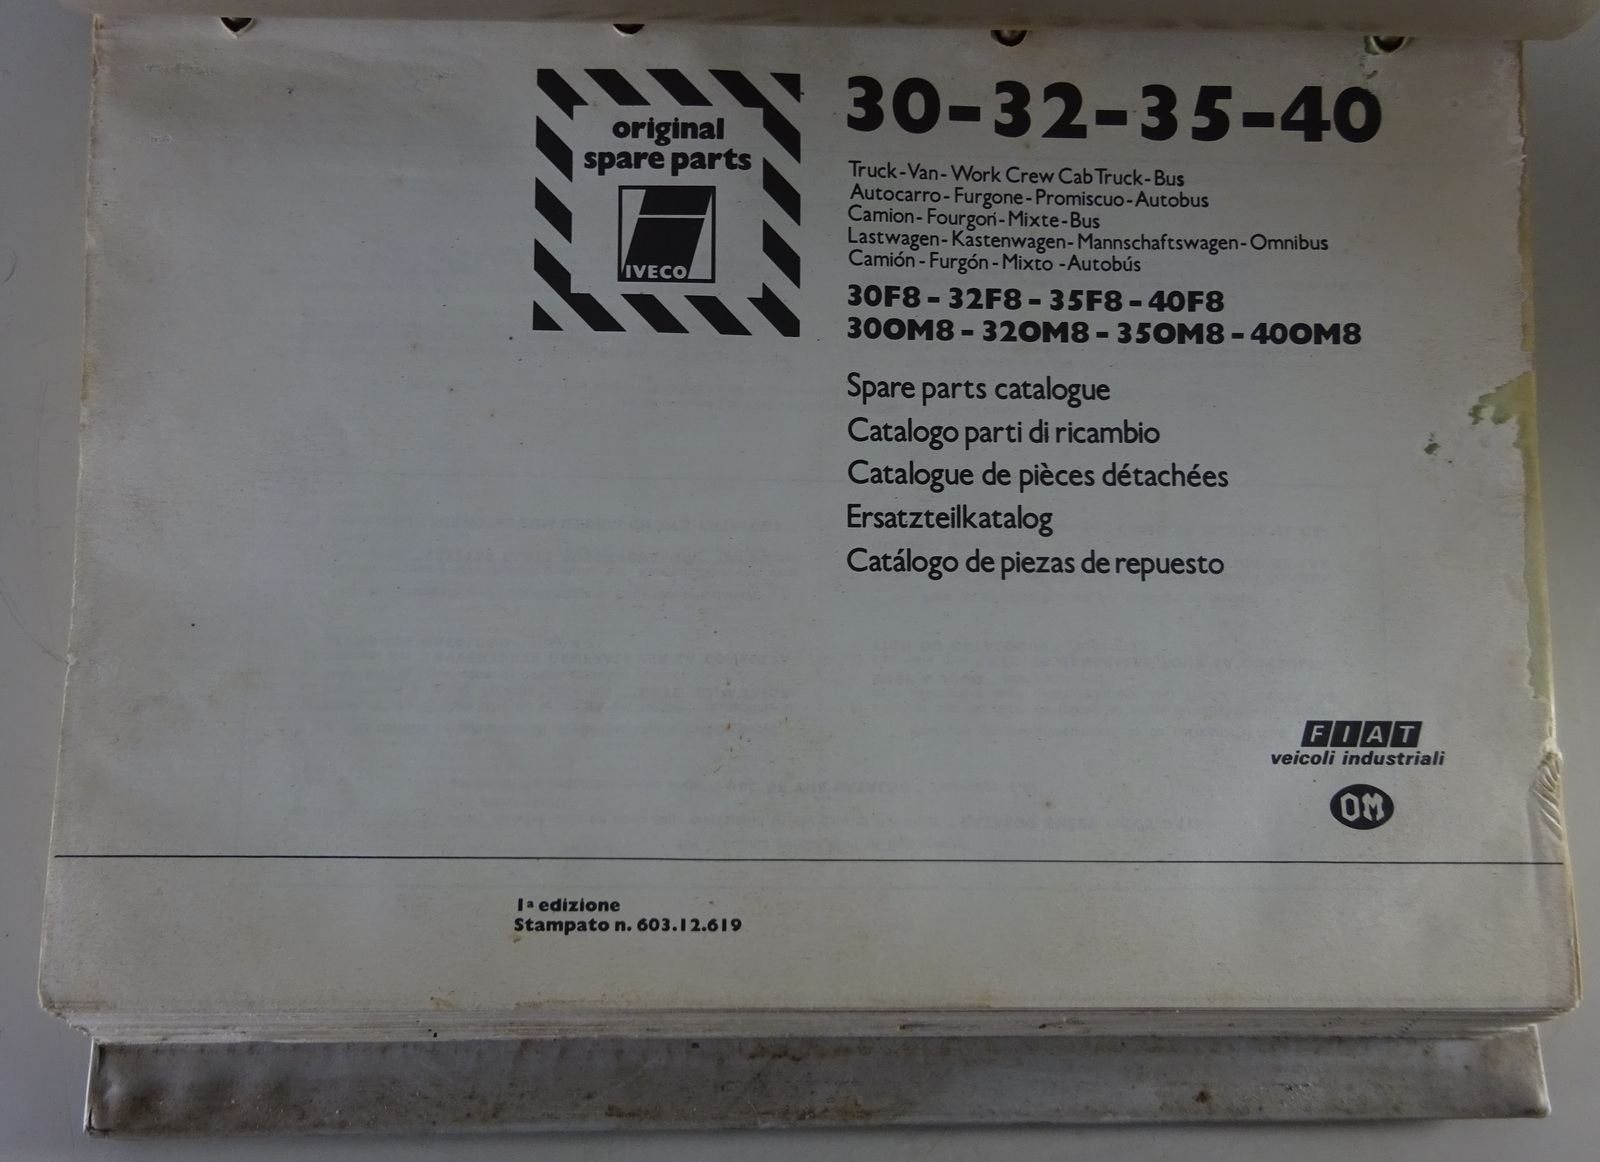 original
spare parts
IVECO
30-32-35-40
Truck-Van-Work Crew Cab Truck-Bus
Autocarro-Furgone-Promiscuo-Autobus
Camion-Fourgon-Mixte-Bus
Lastwagen-Kastenwagen-Mannschaftswagen-Omnibus
Camión-Furgón-Mixto-Autobús
30F8-32F8-35F8-40F8
30OM8-32OM8-35OM8-40OM8
Spare parts catalogue
Catalogo parti di ricambio
Catalogue de pièces détachées
Ersatzteilkatalog
Catálogo de piezas de repuesto
FIAT
veicoli industriali
OM
1ª edizione
Stampato n. 603.12.619